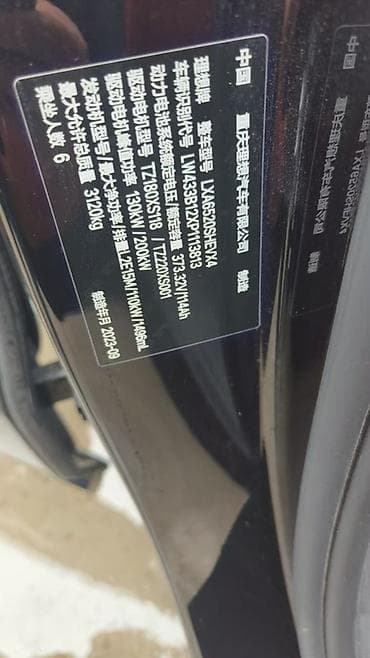 中国 重庆理想汽车有限公司 制造
理想牌 整车型号 LXA6520SHEVX4
车辆识别代号 LW433B12XP1113813
动力电池系统额定电压/额定容量 373.32V/114Ah
驱动电机型号 TZ180XS118 / TZ220XS001
驱动电机峰值功率 130KW / 200KW
发动机型号/最大净功率/排量 L2E15M/110KW/1496mL
最大允许总质量 3120Kg
乘坐人数 6 制造年月 2023-09